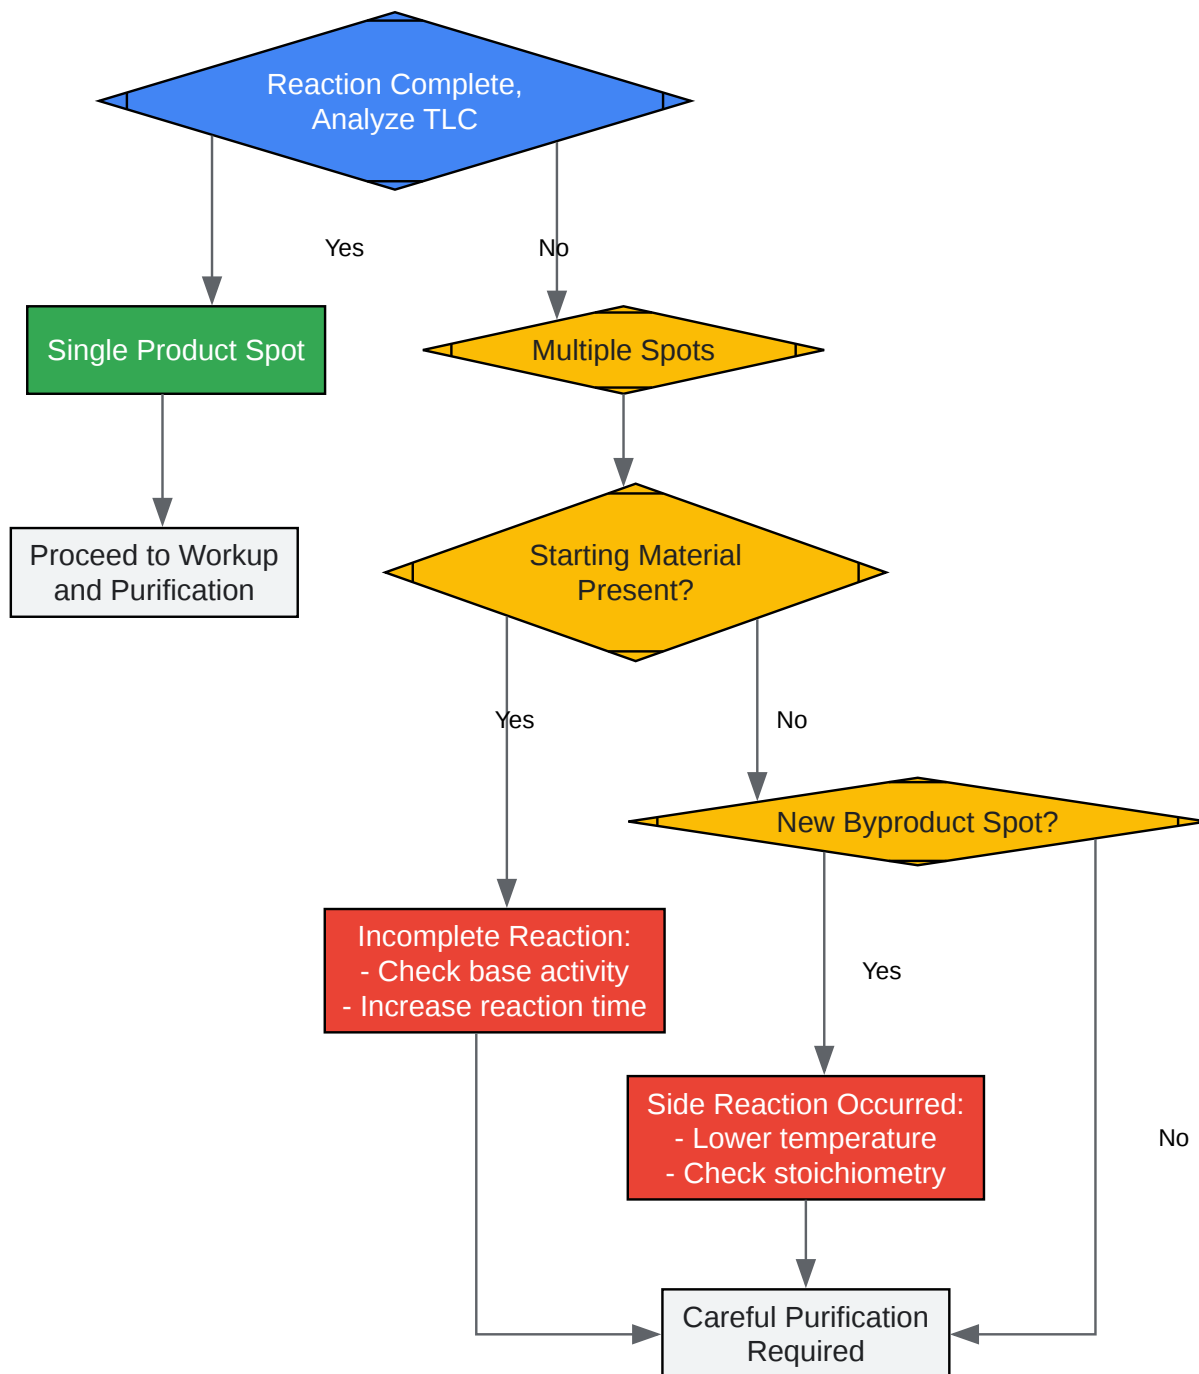 Reaction Complete,
Analyze TLC
Yes
No
Single Product Spot
Multiple Spots
Proceed to Workup
and Purification
Starting Material
Present?
Yes
No
New Byproduct Spot?
Incomplete Reaction:
- Check base activity
- Increase reaction time
Yes
Side Reaction Occurred:
- Lower temperature
- Check stoichiometry
No
Careful Purification
Required